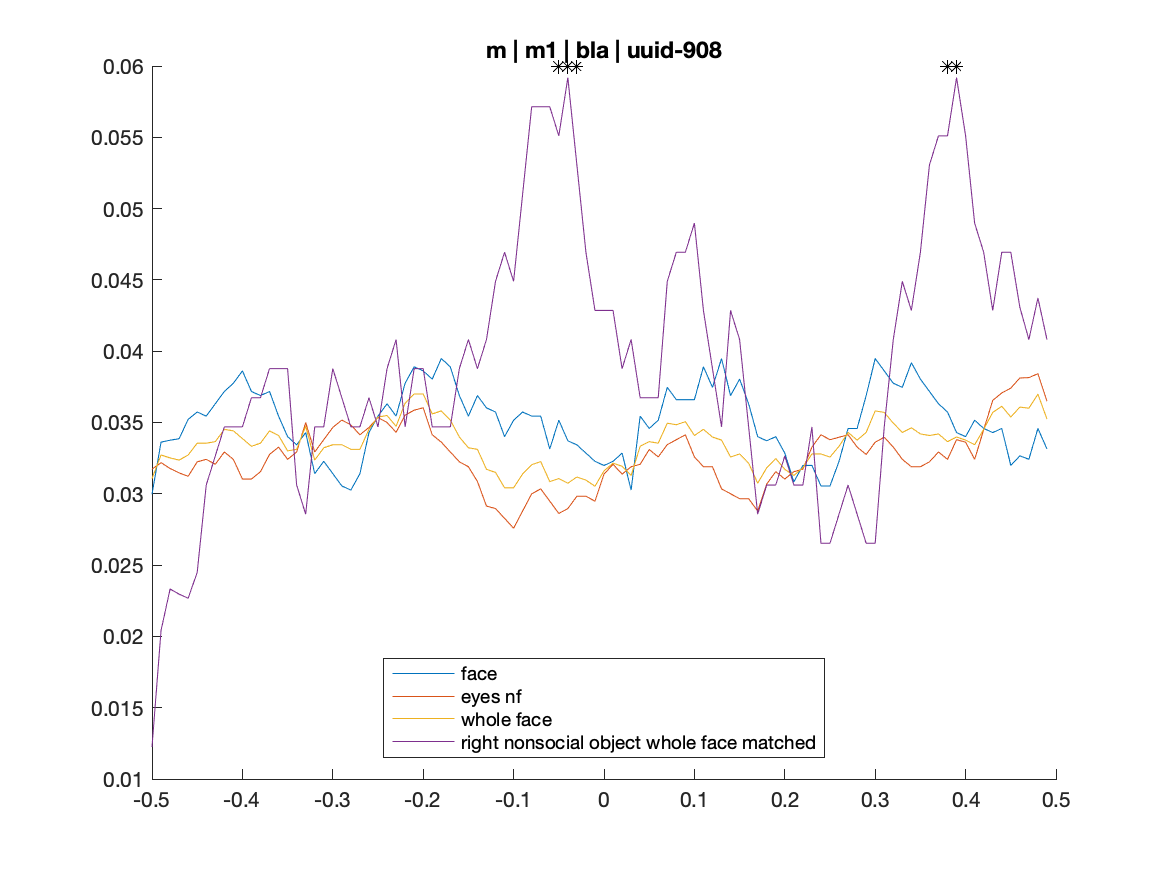 m | m1 | bla | uuid-908
0.06
0.055
0.05
0.045
0.04
0.035
0.03
0.025
0.02
0.015
0.01
-0.5 -0.4 -0.3 -0.2 -0.1 0 0.1 0.2 0.3 0.4 0.5
face
eyes nf
whole face
right nonsocial object whole face matched